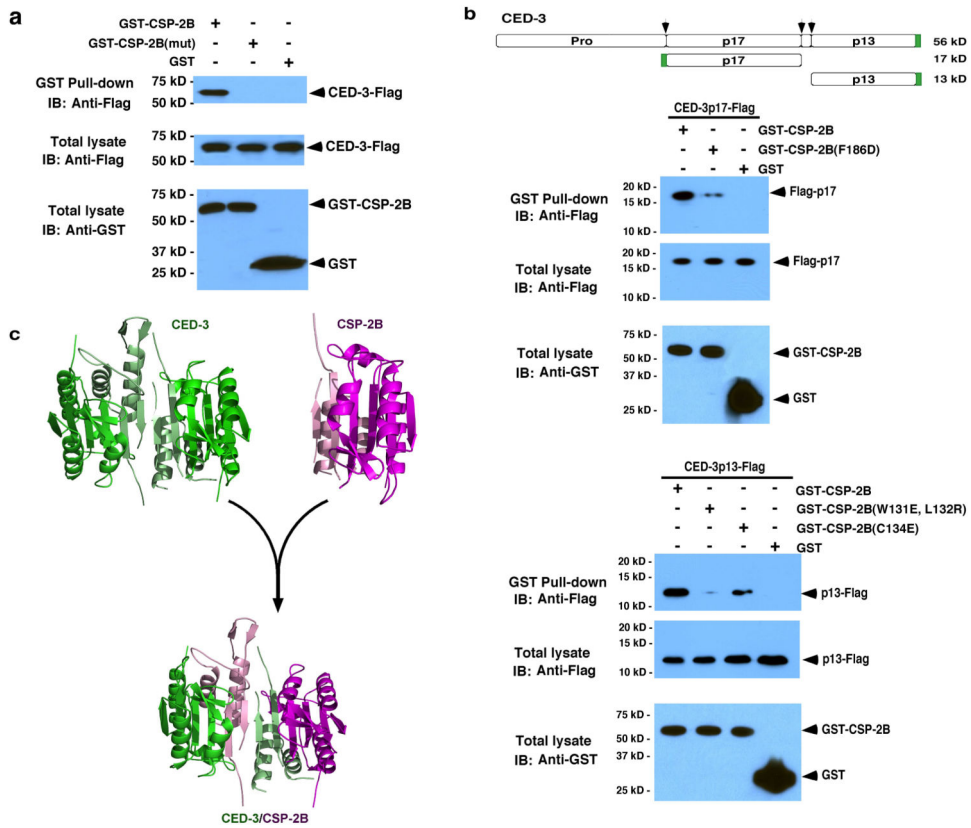 a
GST-CSP-2B + - -
GST-CSP-2B(mut) - + -
GST - - +
GST Pull-down
IB: Anti-Flag
75 kD -
50 kD -
CED-3-Flag
Total lysate
IB: Anti-Flag
75 kD -
50 kD -
CED-3-Flag
Total lysate
IB: Anti-GST
75 kD -
50 kD -
37 kD -
25 kD -
GST-CSP-2B
GST
b
CED-3
Pro p17 p13 56 kD
p17 17 kD
p13 13 kD
CED-3p17-Flag
+ - - GST-CSP-2B
- + - GST-CSP-2B(F186D)
- - + GST
GST Pull-down
IB: Anti-Flag
20 kD -
15 kD -
10 kD -
Flag-p17
Total lysate
IB: Anti-Flag
20 kD -
15 kD -
10 kD -
Flag-p17
Total lysate
IB: Anti-GST
75 kD -
50 kD -
37 kD -
25 kD -
GST-CSP-2B
GST
CED-3p13-Flag
+ - - - GST-CSP-2B
- + - - GST-CSP-2B(W131E, L132R)
- - + - GST-CSP-2B(C134E)
- - - + GST
GST Pull-down
IB: Anti-Flag
20 kD -
15 kD -
10 kD -
p13-Flag
Total lysate
IB: Anti-Flag
20 kD -
15 kD -
10 kD -
p13-Flag
Total lysate
IB: Anti-GST
75 kD -
50 kD -
37 kD -
25 kD -
GST-CSP-2B
GST
c
CED-3
CSP-2B
CED-3/CSP-2B